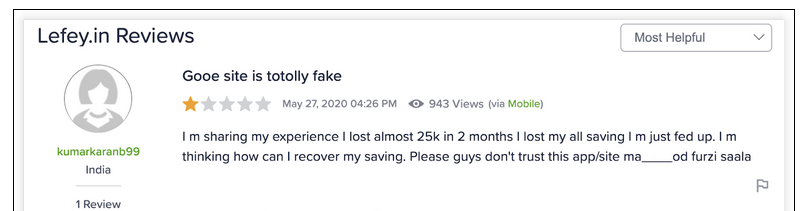 Lefey.in Reviews
Most Helpful
Gooe site is totolly fake
May 27, 2020 04:26 PM 943 Views (via Mobile)
I m sharing my experience I lost almost 25k in 2 months I lost my all saving I m just fed up. I m
thinking how can I recover my saving. Please guys don't trust this app/site ma____od furzi saala
kumarkaranb99
India
1 Review